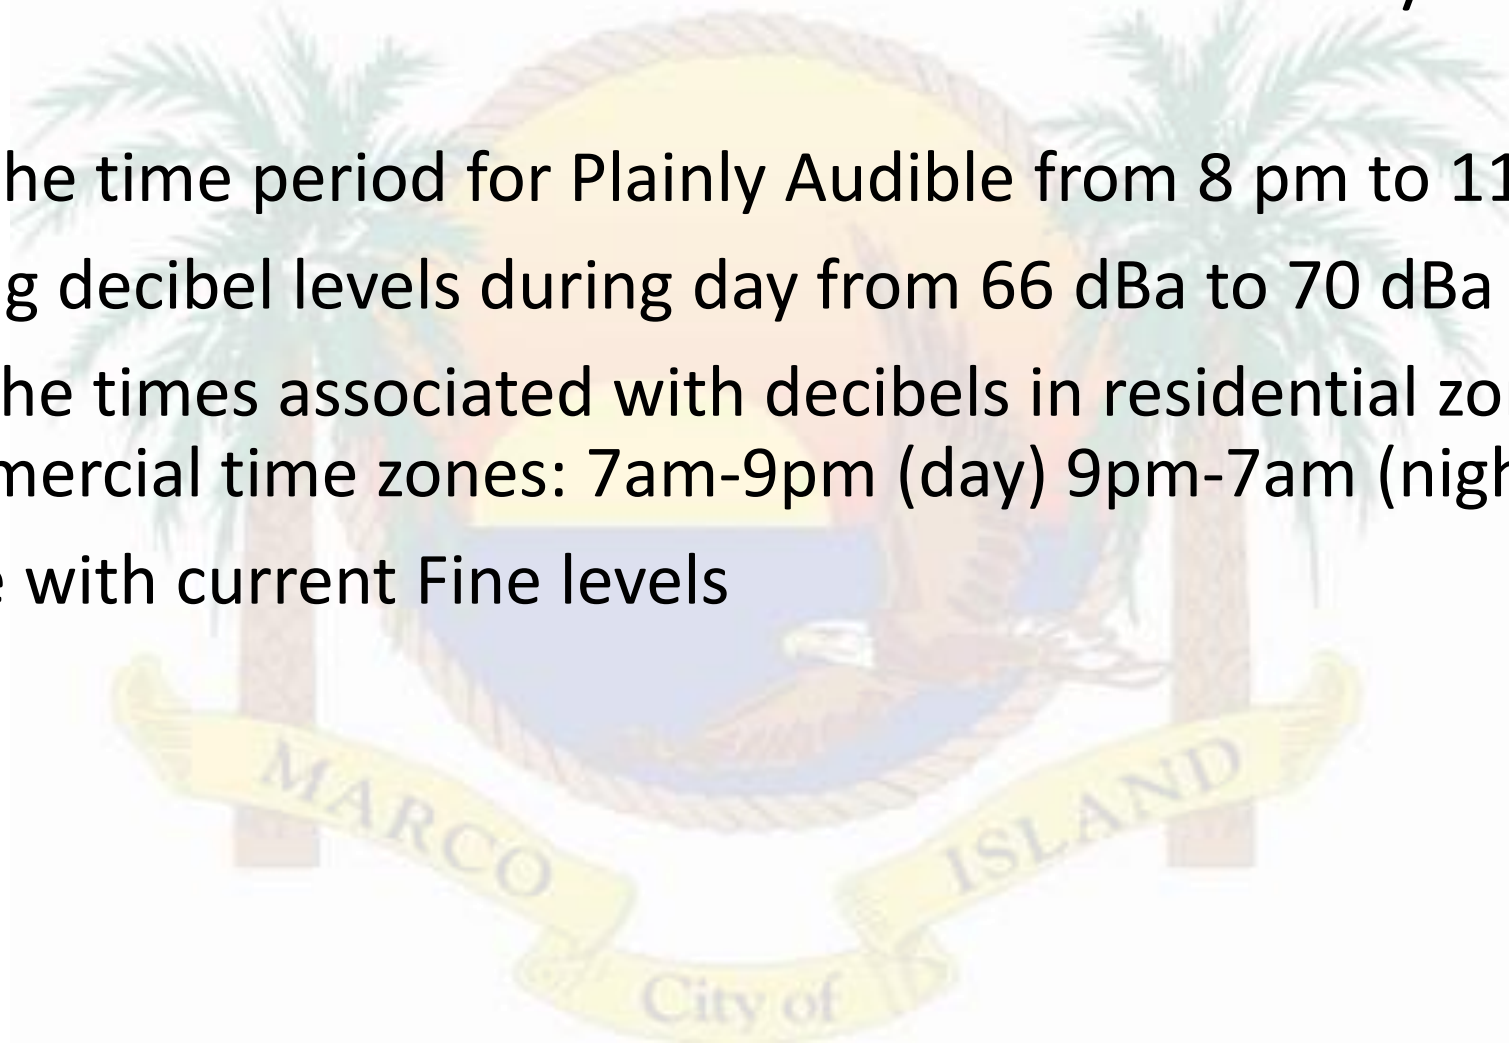 he time period for Plainly Audible from 8 pm to 11
g decibel levels during day from 66 dBa to 70 dBa
he times associated with decibels in residential zo
mercial time zones: 7am-9pm (day) 9pm-7am (nigh
e with current Fine levels
MARCO ISLAND
City of